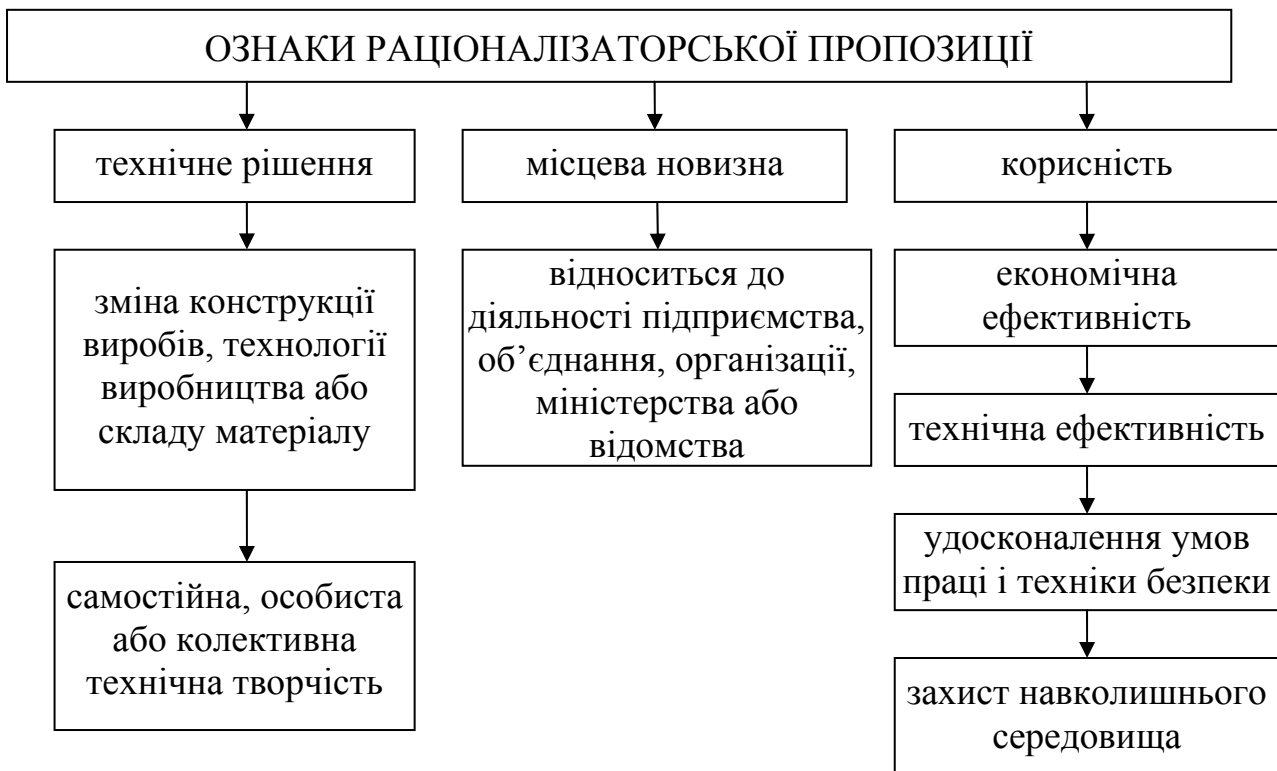 ОЗНАКИ РАЦІОНАЛІЗАТОРСЬКОЇ ПРОПОЗИЦІЇ
технічне рішення
зміна конструкції
виробів, технології
виробництва або
складу матеріалу
самостійна, особиста
або колективна
технічна творчість
місцева новизна
відноситься до
діяльності підприємства,
об’єднання, організації,
міністерства або
відомства
корисність
економічна
ефективність
технічна ефективність
удосконалення умов
праці і техніки безпеки
захист навколишнього
середовища